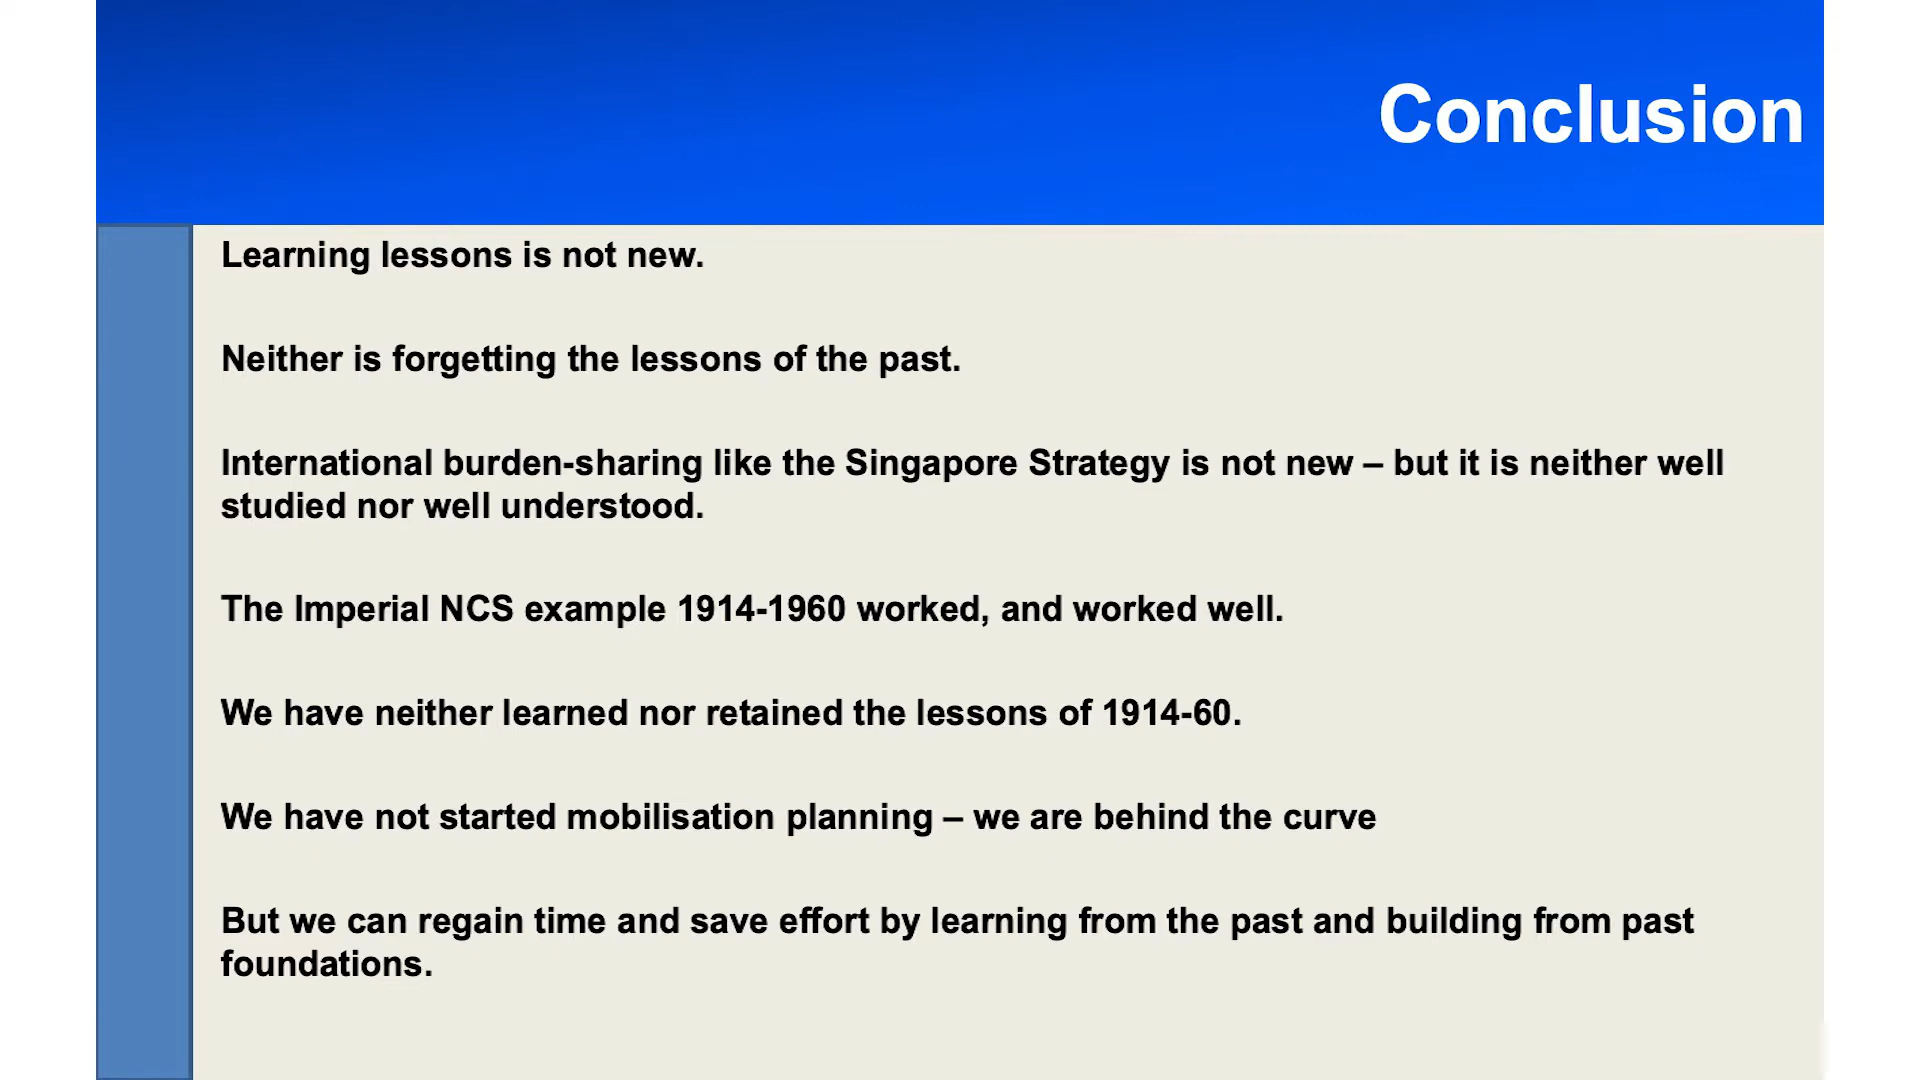 Conclusion
Learning lessons is not new.
Neither is forgetting the lessons of the past.
International burden-sharing like the Singapore Strategy is not new – but it is neither well
studied nor well understood.
The Imperial NCS example 1914-1960 worked, and worked well.
We have neither learned nor retained the lessons of 1914-60.
We have not started mobilisation planning – we are behind the curve
But we can regain time and save effort by learning from the past and building from past
foundations.